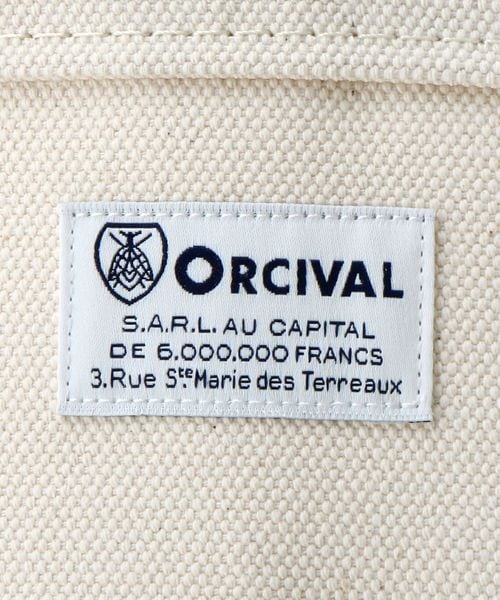 ORCIVAL
S.A.R.L. AU CAPITAL
DE 6.000.000 FRANCS
3.Rue Ste.Marie des Terreaux